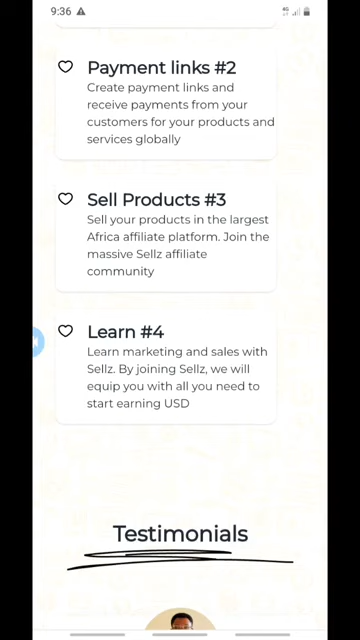 9:36
Payment links #2
Create payment links and
receive payments from your
customers for your products and
services globally
Sell Products #3
Sell your products in the largest
Africa affiliate platform. Join the
massive Sellz affiliate
community
Learn #4
Learn marketing and sales with
Sellz. By joining Sellz, we will
equip you with all you need to
start earning USD
Testimonials